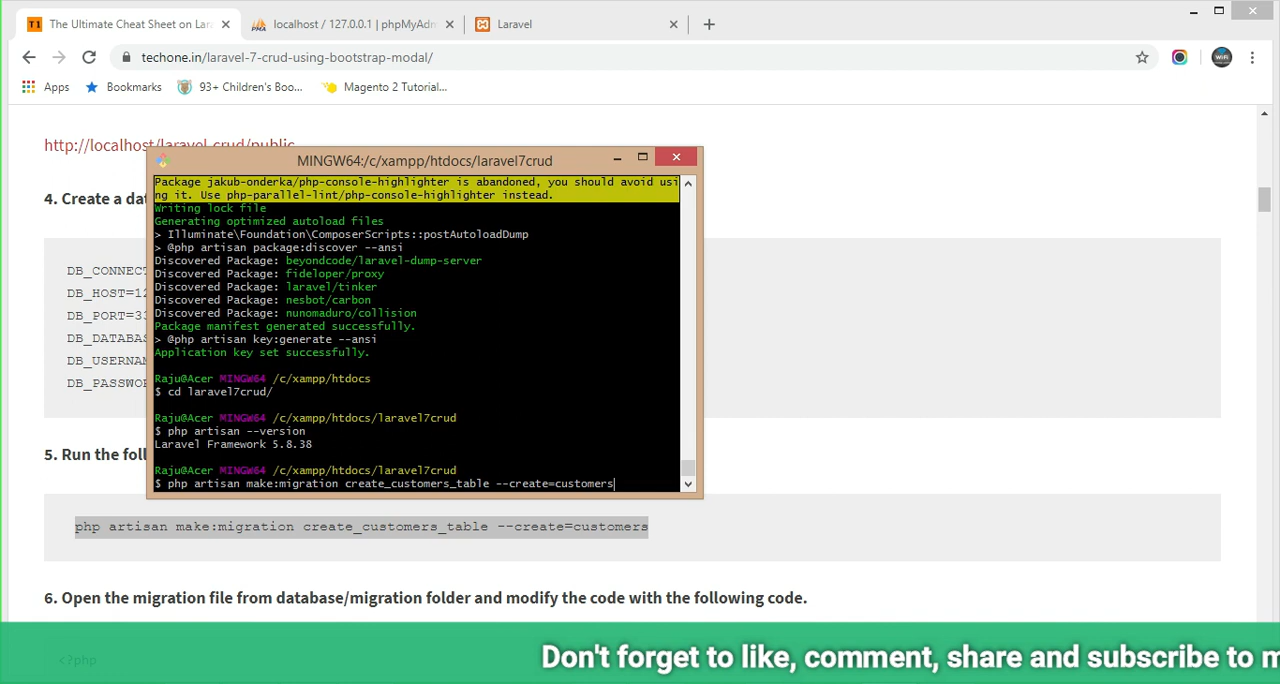 The Ultimate Cheat Sheet on Lar
localhost / 127.0.0.1 | phpMyAdm
Laravel
techone.in/laravel-7-crud-using-bootstrap-modal/
Apps
Bookmarks
93+ Children's Boo...
Magento 2 Tutorial...
http://localhost/laravel-crud/public
MINGW64:/c/xampp/htdocs/laravel7crud
Package jakub-onderka/php-console-highlighter is abandoned, you should avoid usi
ng it. Use php-parallel-lint/php-console-highlighter instead.
Writing lock file
Generating optimized autoload files
> Illuminate\Foundation\ComposerScripts::postAutoloadDump
> @php artisan package:discover --ansi
Discovered Package: beyondcode/laravel-dump-server
Discovered Package: fideloper/proxy
Discovered Package: laravel/tinker
Discovered Package: nesbot/carbon
Discovered Package: nunomaduro/collision
Package manifest generated successfully.
> @php artisan key:generate --ansi
Application key set successfully.
Raju@Acer MINGW64 /c/xampp/htdocs
$ cd laravel7crud/
Raju@Acer MINGW64 /c/xampp/htdocs/laravel7crud
$ php artisan --version
Laravel Framework 5.8.38
Raju@Acer MINGW64 /c/xampp/htdocs/laravel7crud
$ php artisan make:migration create_customers_table --create=customers
4. Create a dat
DB_CONNECT
DB_HOST=12
DB_PORT=33
DB_DATABAS
DB_USERNAM
DB_PASSWOR
5. Run the foll
php artisan make:migration create_customers_table --create=customers
6. Open the migration file from database/migration folder and modify the code with the following code.
<?php
Don't forget to like, comment, share and subscribe to m